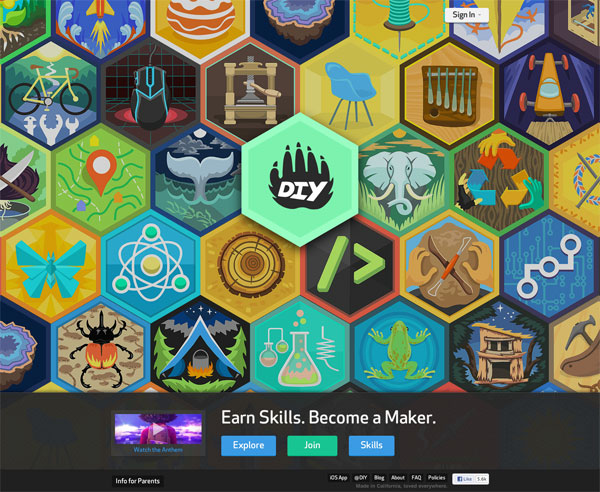 Sign In
DIY
/>
Earn Skills. Become a Maker.
Explore
Join
Skills
Watch the Anthem
Info for Parents
iOS App
@DIY
Blog
About
FAQ
Policies
Like
5.6k
Made in California, loved everywhere.